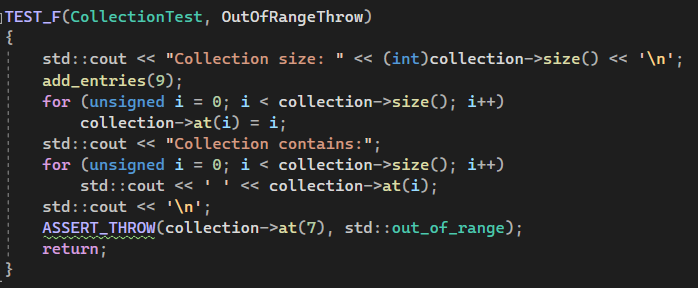 TEST_F(CollectionTest, OutOfRangeThrow)
{
    std::cout << "Collection size: " << (int)collection->size() << '\n';
    add_entries(9);
    for (unsigned i = 0; i < collection->size(); i++)
        collection->at(i) = i;
    std::cout << "Collection contains:";
    for (unsigned i = 0; i < collection->size(); i++)
        std::cout << ' ' << collection->at(i);
    std::cout << '\n';
    ASSERT_THROW(collection->at(7), std::out_of_range);
    return;
}